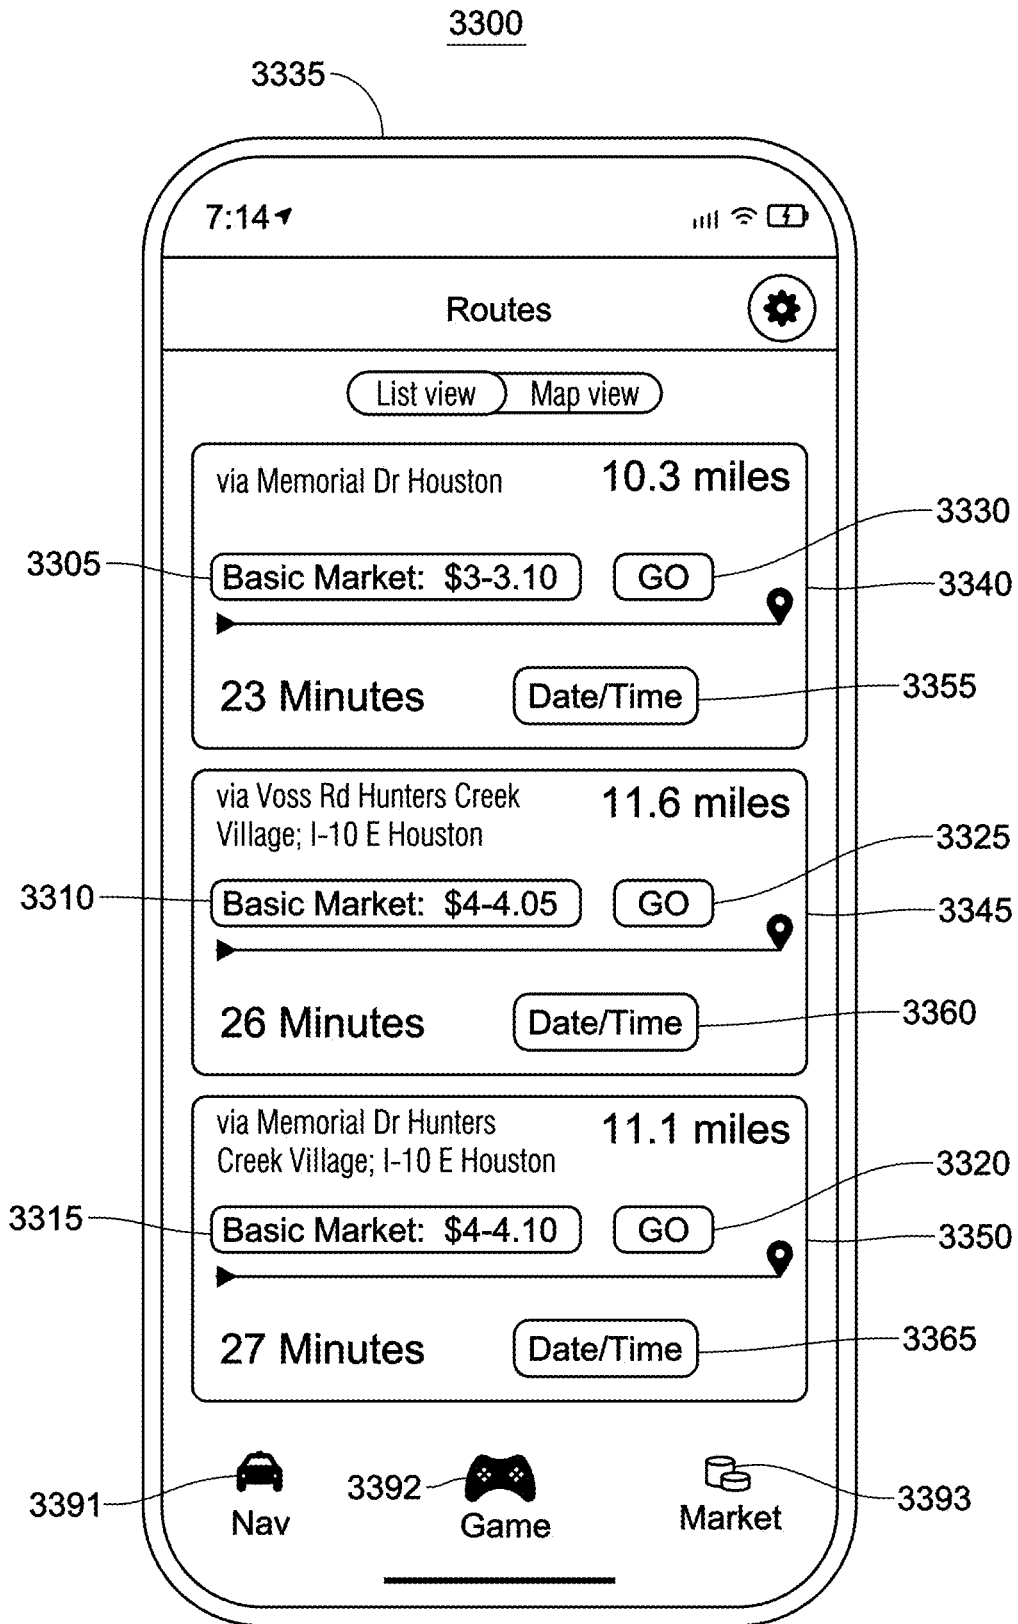 3300
3335
7:14
Routes
List view Map view
via Memorial Dr Houston 10.3 miles
3330
3305 Basic Market: $3-3.10 GO 3340
23 Minutes Date/Time 3355
via Voss Rd Hunters Creek 11.6 miles
Village; I-10 E Houston 3325
3310 Basic Market: $4-4.05 GO 3345
26 Minutes Date/Time 3360
via Memorial Dr Hunters 11.1 miles
Creek Village; I-10 E Houston 3320
3315 Basic Market: $4-4.10 GO 3350
27 Minutes Date/Time 3365
3391 3392 3393
Nav Game Market